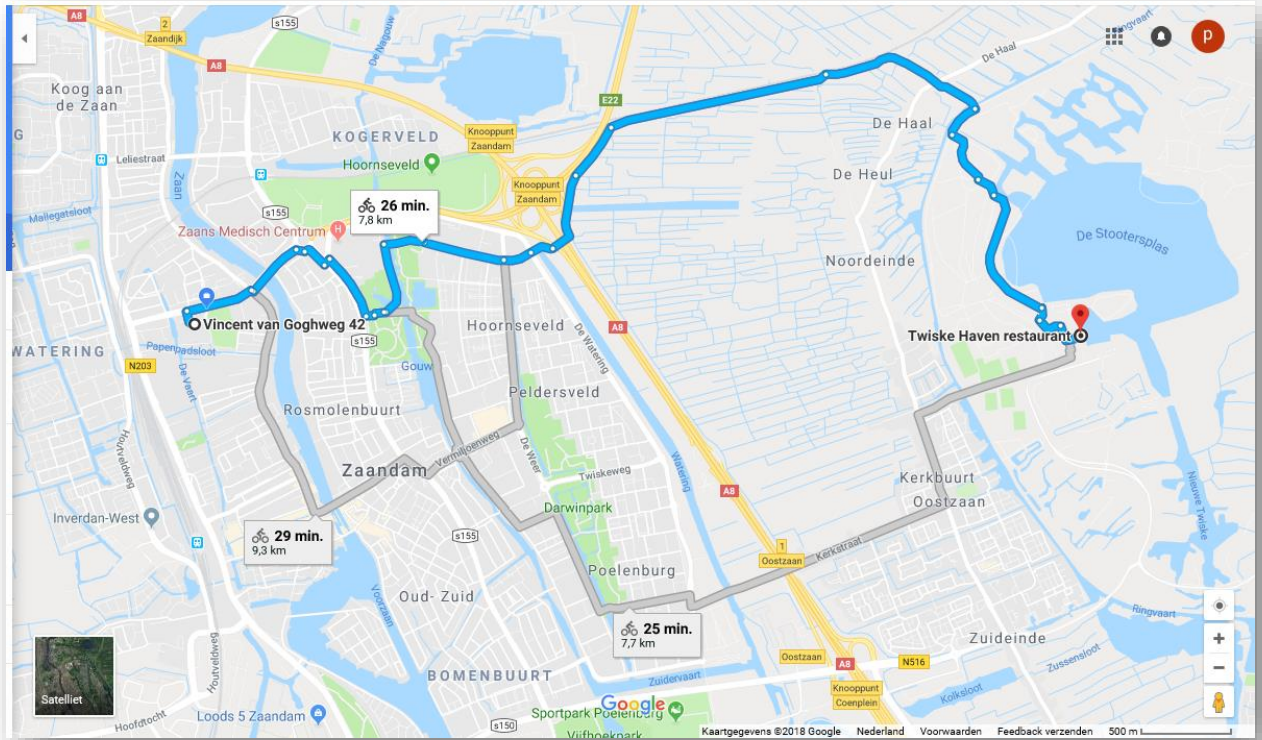 A8
2
Zaandijk
s155
De Nagouw
Ringvaart
p
De Haal
A8
Koog aan
de Zaan
G
E22
KOGERVELD
Knooppunt
Zaandam
De Haal
Leliestraat
Hoornseveld
Zaan
De Heul
Knooppunt
Zaandam
26 min.
7,8 km
s155
Mallegatsloot
Zaans Medisch Centrum
H
De Stootersplas
Noordeinde
Vincent van Goghweg 42
Hoornseveld
A8
De Watering
Twiske Haven restaurant
s155
WATERING
Papenpadsloot
N203
De Vaart
Gouw
Peldersveld
Rosmolenbuurt
Houtveldweg
Vermiljoenweg
De Weer
Zaandam
Twiskeweg
Watering
Kerkbuurt
Oostzaan
A8
Nieuwe Twiske
Darwinpark
Inverdan-West
29 min.
9,3 km
s155
1
Oostzaan
Kerkstraat
Poelenburg
Oud- Zuid
Voorzaan
25 min.
7,7 km
Ringvaart
Zuideinde
Houtveldweg
Zussensloot
BOMENBUURT
Oostzaan
A8
N516
Zuidervaart
Knooppunt
Coenplein
Kolksloot
Satelliet
Google
Hoofdtocht
Loods 5 Zaandam
s150
Sportpark Poelenburg
Vijfhoekpark
Kaartgegevens ©2018 Google Nederland Voorwaarden Feedback verzenden 500 m